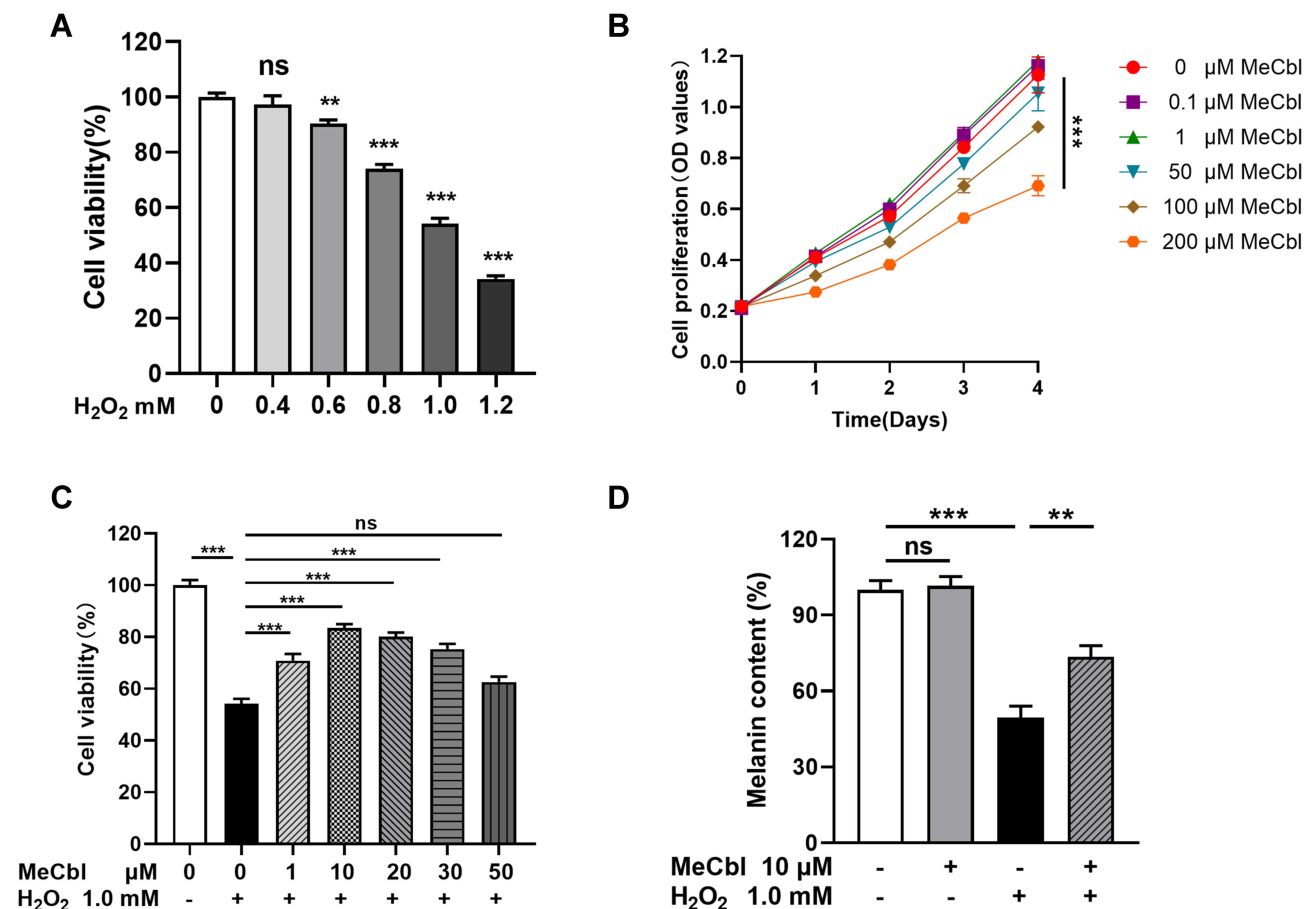 A
120
100
80
60
40
20
0
Cell viability(%)
ns
**
***
***
***
H₂O₂ mM 0 0.4 0.6 0.8 1.0 1.2
B
1.2
1.0
0.8
0.6
0.4
0.2
0.0
Cell proliferation（OD values）
0 1 2 3 4
Time(Days)
***
0 μM MeCbl
0.1 μM MeCbl
1 μM MeCbl
50 μM MeCbl
100 μM MeCbl
200 μM MeCbl
C
120
100
80
60
40
20
0
Cell viability（%）
ns
***
***
***
***
***
MeCbl μM 0 0 1 10 20 30 50
H₂O₂ 1.0 mM - + + + + + +
D
120
90
60
30
0
Melanin content (%)
*** **
ns
MeCbl 10 μM - + - +
H₂O₂ 1.0 mM - - + +